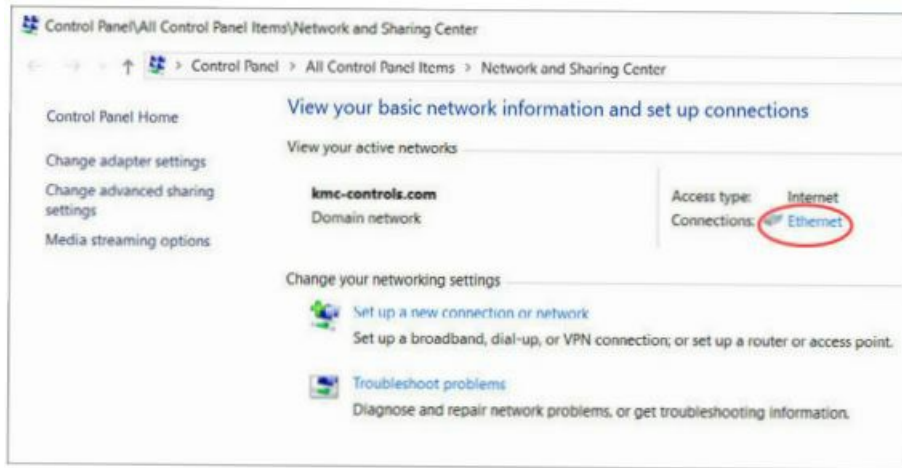 Control Panel\All Control Panel Items\Network and Sharing Center
Control Panel > All Control Panel Items > Network and Sharing Center
Control Panel Home
Change adapter settings
Change advanced sharing
settings
Media streaming options
View your basic network information and set up connections
View your active networks
kmc-controls.com
Domain network
Access type: Internet
Connections: Ethernet
Change your networking settings
Set up a new connection or network
Set up a broadband, dial-up, or VPN connection; or set up a router or access point.
Troubleshoot problems
Diagnose and repair network problems, or get troubleshooting information.